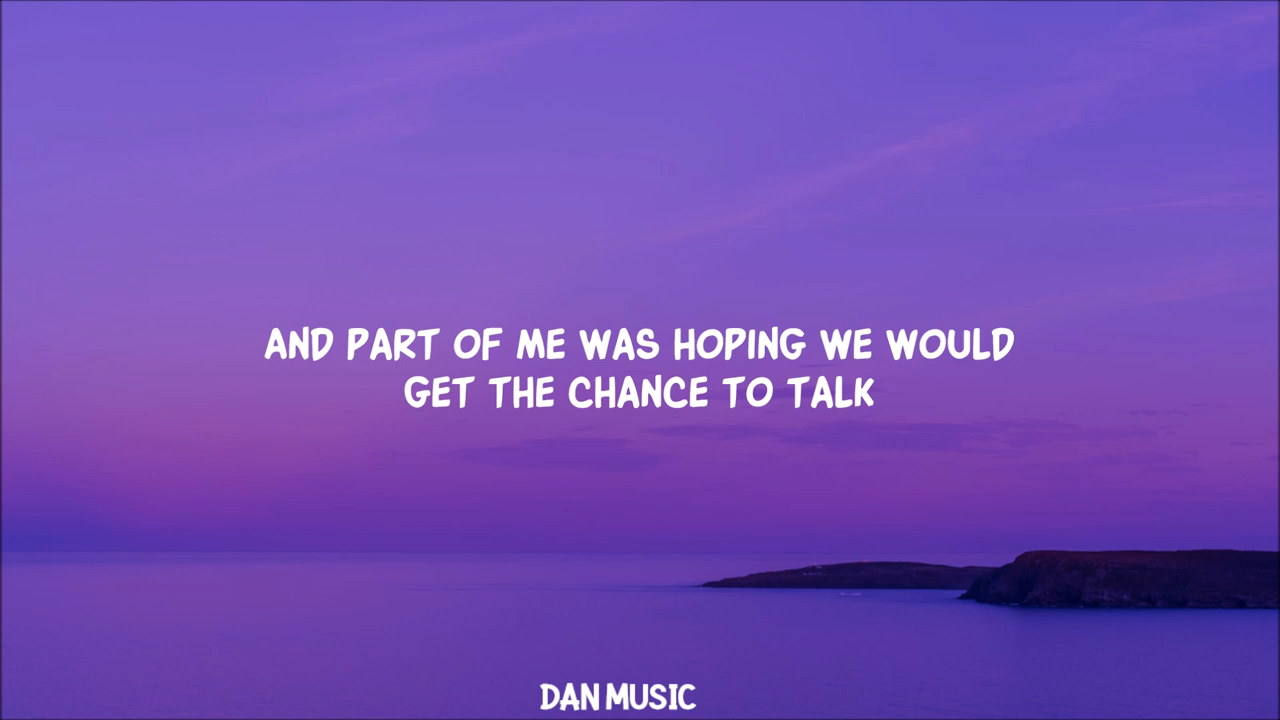 AND PART OF ME WAS HOPING WE WOULD
GET THE CHANCE TO TALK
DAN MUSIC